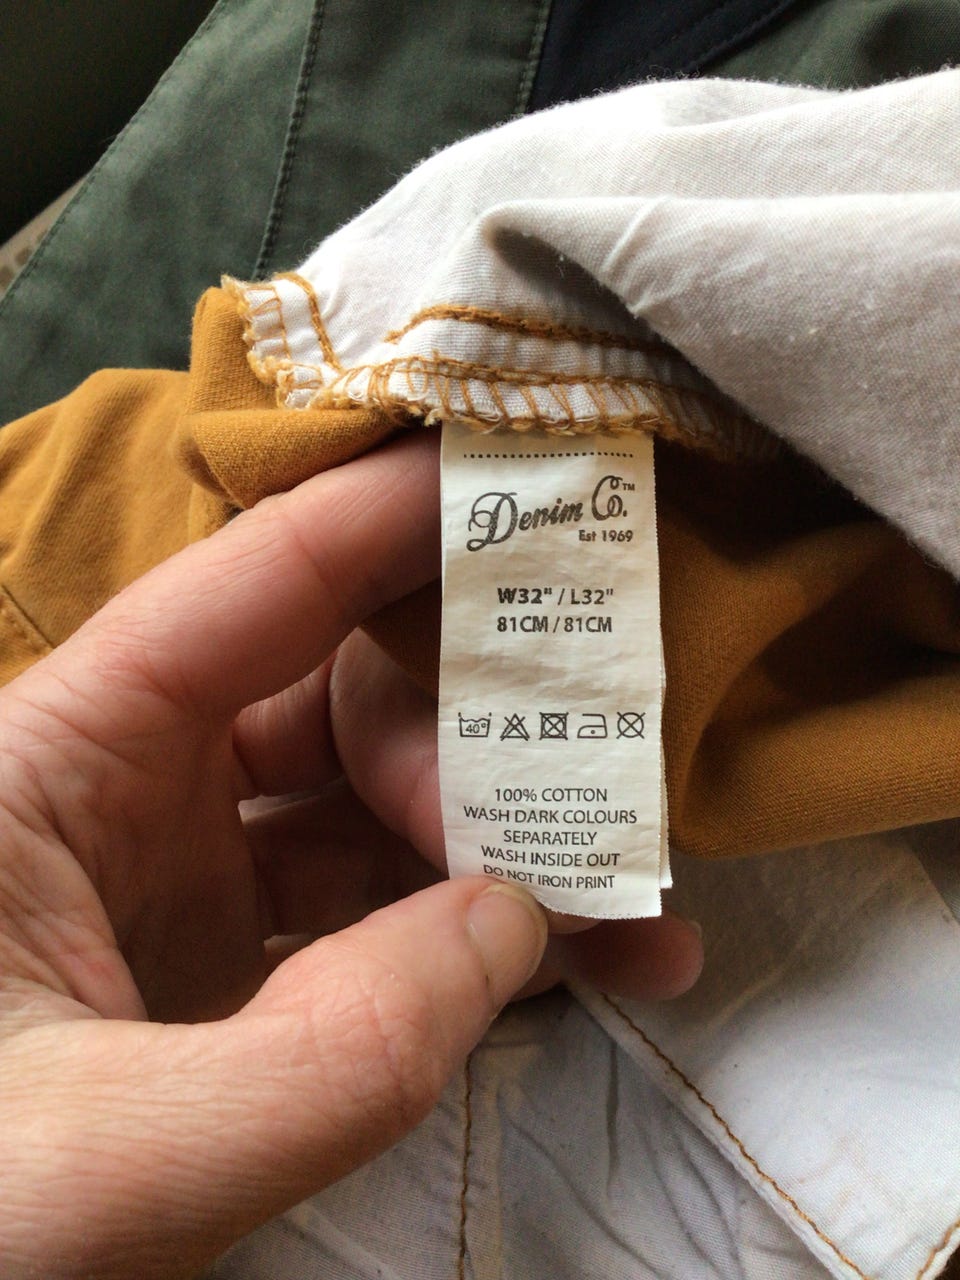 Denim Co.™
Est 1969
W32" / L32"
81CM / 81CM
40°
100% COTTON
WASH DARK COLOURS
SEPARATELY
WASH INSIDE OUT
DO NOT IRON PRINT